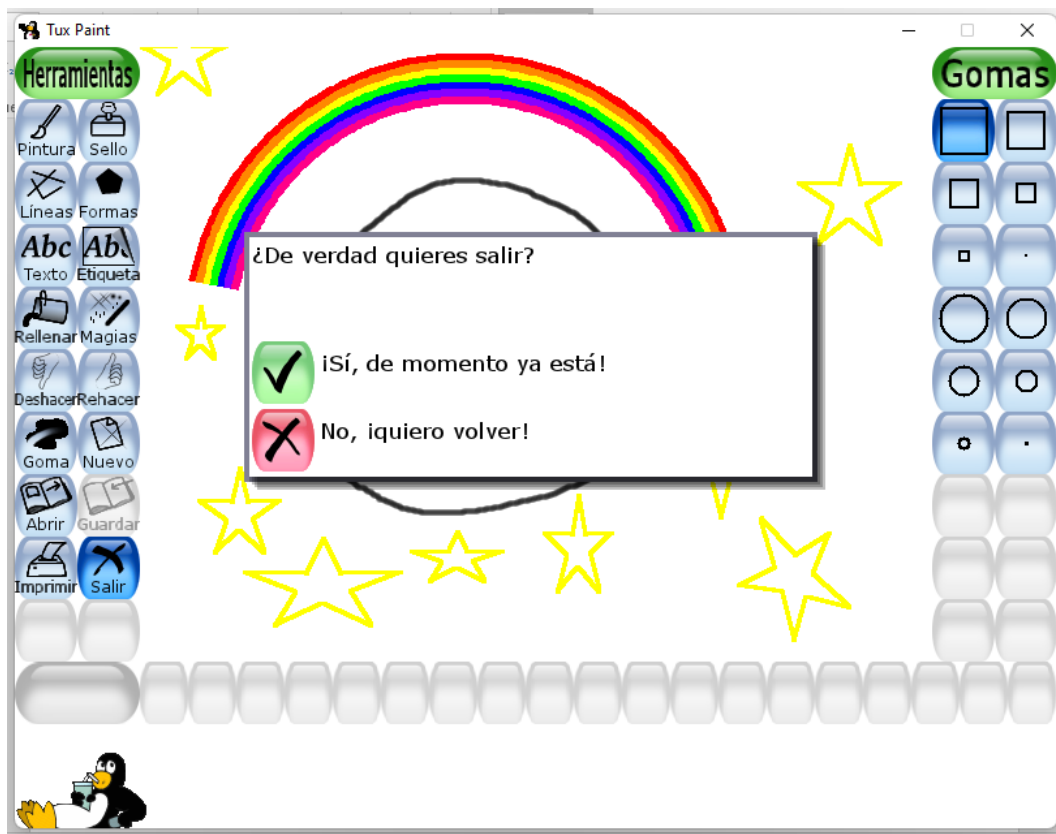 Tux Paint
Herramientas
Gomas
Pintura Sello
Líneas Formas
Abc Abc
Texto Etiqueta
Rellenar Magias
Deshacer Rehacer
Goma Nuevo
Abrir Guardar
Imprimir Salir
¿De verdad quieres salir?
¡Sí, de momento ya está!
No, ¡quiero volver!